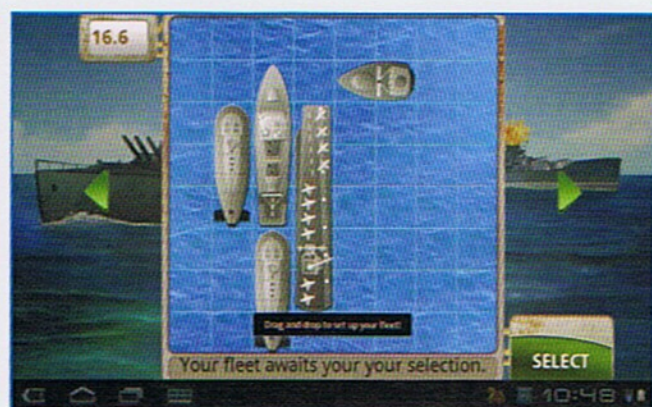 16.6
Drag and drop to set up your fleet!
Your fleet awaits your your selection.
SELECT
10:48